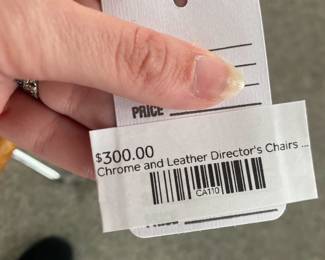 PRICE
$300.00
Chrome and Leather Director's Chairs ...
CA110